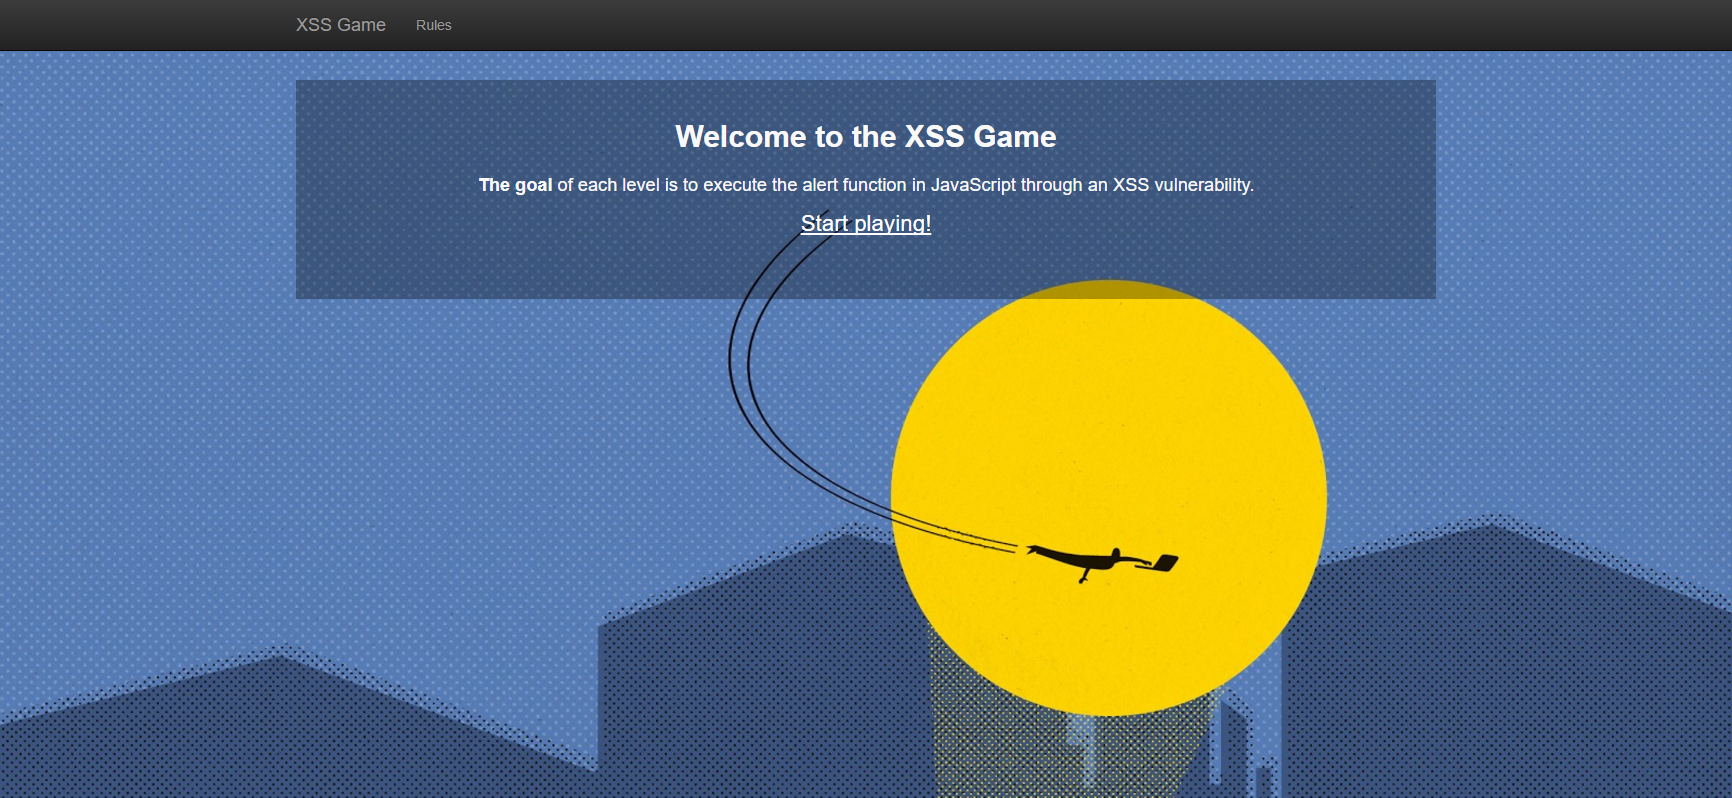 XSS Game Rules
Welcome to the XSS Game
The goal of each level is to execute the alert function in JavaScript through an XSS vulnerability.
Start playing!